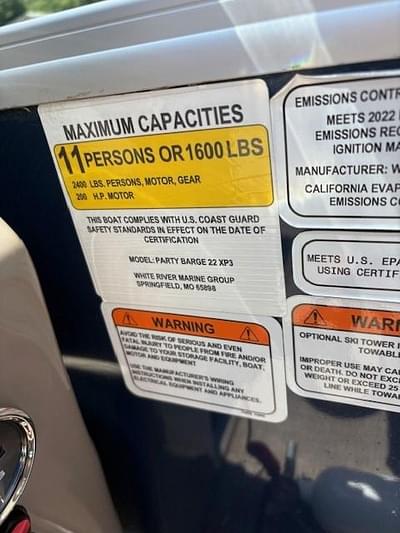 MAXIMUM CAPACITIES
11 PERSONS OR 1600 LBS
2400 LBS. PERSONS, MOTOR, GEAR
200 H.P. MOTOR
THIS BOAT COMPLIES WITH U.S. COAST GUARD
SAFETY STANDARDS IN EFFECT ON THE DATE OF
CERTIFICATION
MODEL: PARTY BARGE 22 XP3
WHITE RIVER MARINE GROUP
SPRINGFIELD, MO 65898
WARNING
AVOID THE RISK OF SERIOUS AND EVEN
FATAL INJURY TO PEOPLE FROM FIRE AND/OR
DAMAGE TO YOUR STORAGE FACILITY, BOAT,
MOTOR AND EQUIPMENT
USE THE MANUFACTURER'S WIRING
INSTRUCTIONS WHEN INSTALLING ANY
ELECTRICAL EQUIPMENT AND APPLIANCES.
EMISSIONS CONTR
MEETS 2022
EMISSIONS REG
IGNITION MA
MANUFACTURER: W
CALIFORNIA EVAP
EMISSIONS CO
MEETS U.S. EPA
USING CERTIF
WARN
OPTIONAL SKI TOWER
TOWABL
IMPROPER USE MAY CAU
OR DEATH. DO NOT EXC
WEIGHT OR EXCEED 25
LINE WHILE TOWA